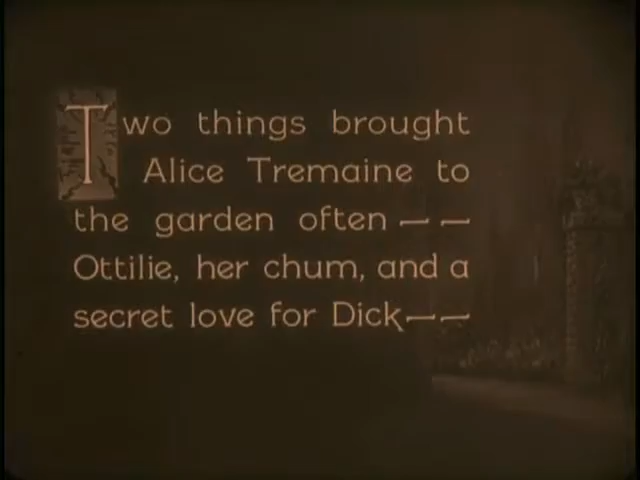 Two things brought
Alice Tremaine to
the garden often — —
Ottilie, her chum, and a
secret love for Dick — —